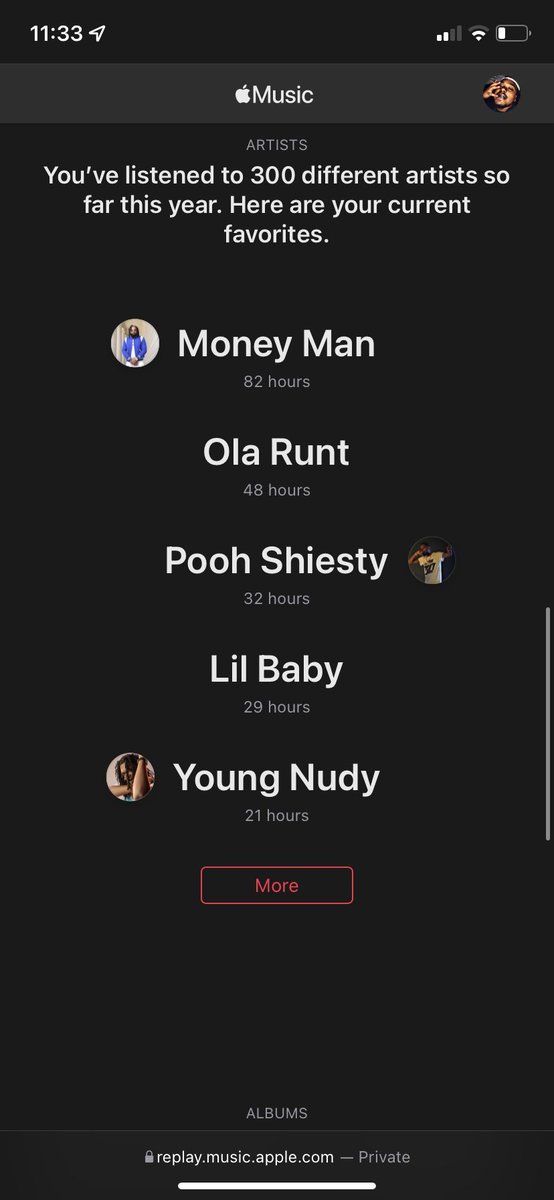 11:33
Music
ARTISTS
You’ve listened to 300 different artists so
far this year. Here are your current
favorites.
Money Man
82 hours
Ola Runt
48 hours
Pooh Shiesty
32 hours
Lil Baby
29 hours
Young Nudy
21 hours
More
ALBUMS
replay.music.apple.com — Private